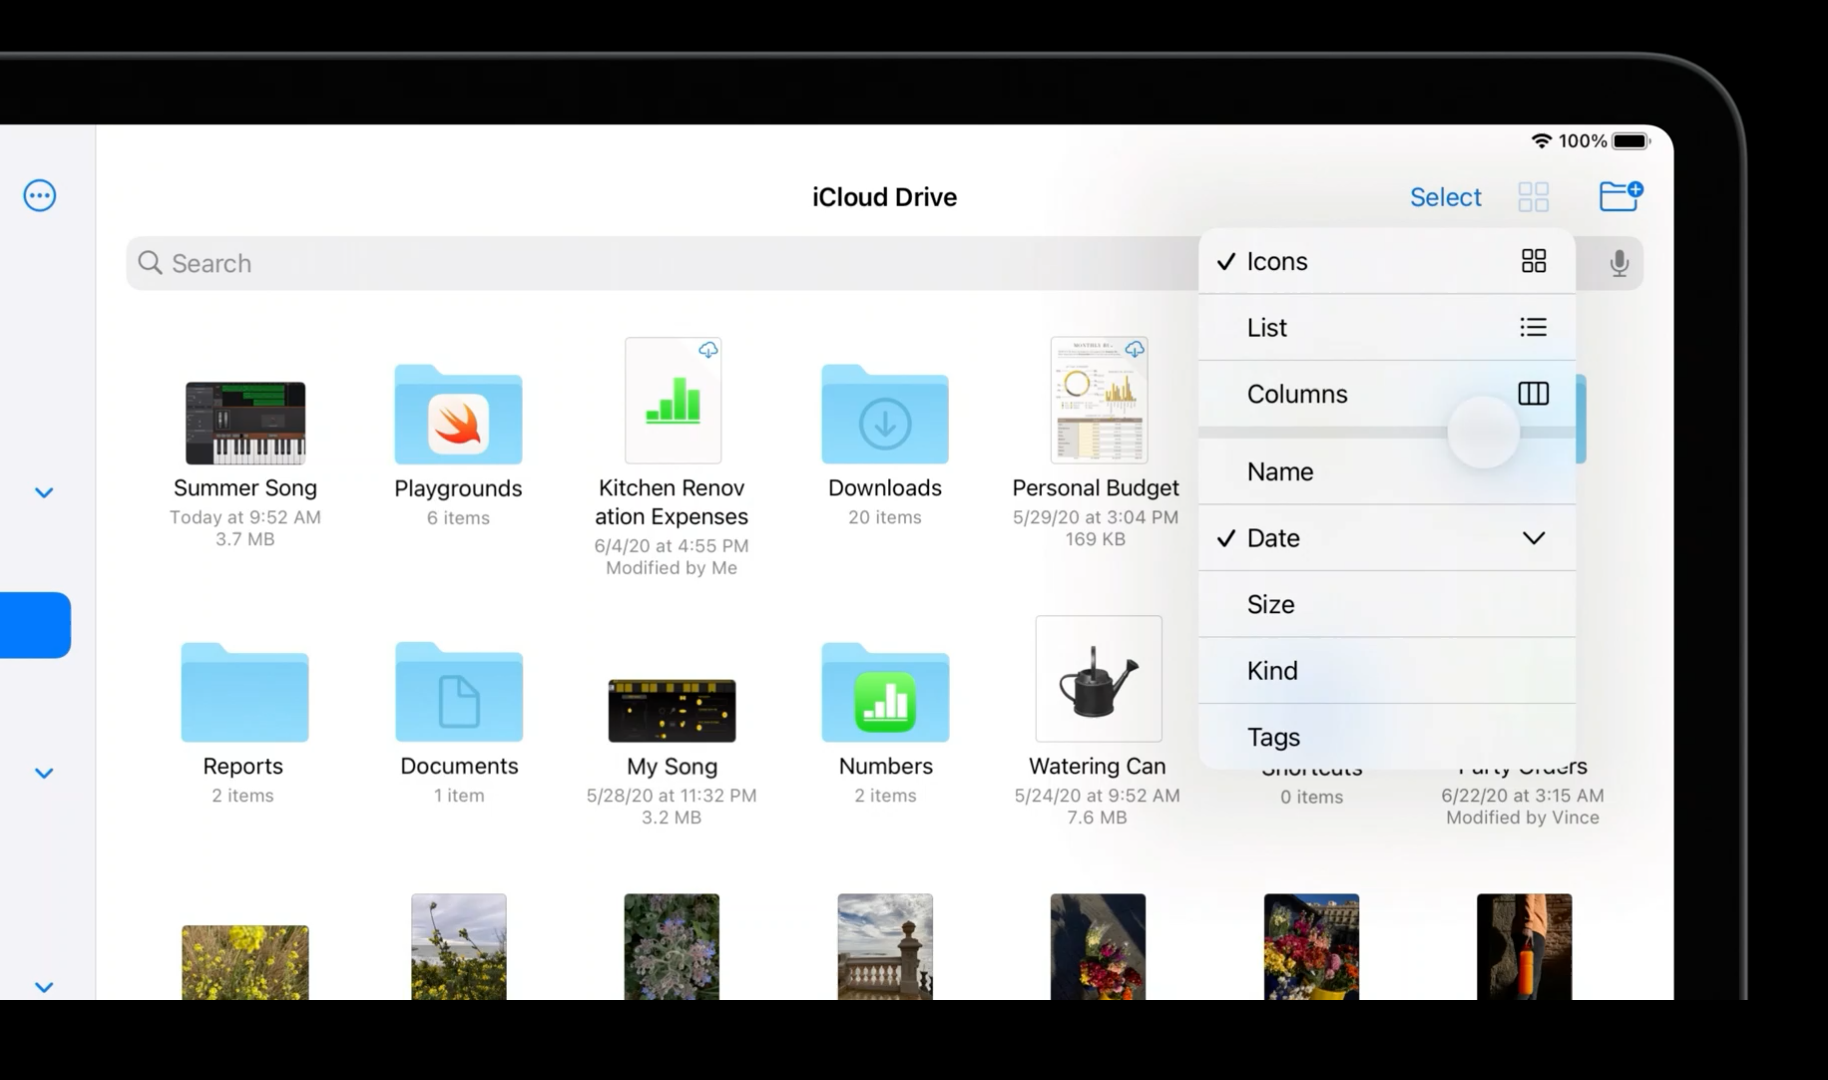 100%
iCloud Drive
Select
Search
Icons
List
Columns
Name
Date
Size
Kind
Tags
Summer Song
Today at 9:52 AM
3.7 MB
Playgrounds
6 items
Kitchen Renov
ation Expenses
6/4/20 at 4:55 PM
Modified by Me
Downloads
20 items
Personal Budget
5/29/20 at 3:04 PM
169 KB
Reports
2 items
Documents
1 item
My Song
5/28/20 at 11:32 PM
3.2 MB
Numbers
2 items
Watering Can
5/24/20 at 9:52 AM
7.6 MB
Shortcuts
0 items
Party Orders
6/22/20 at 3:15 AM
Modified by Vince